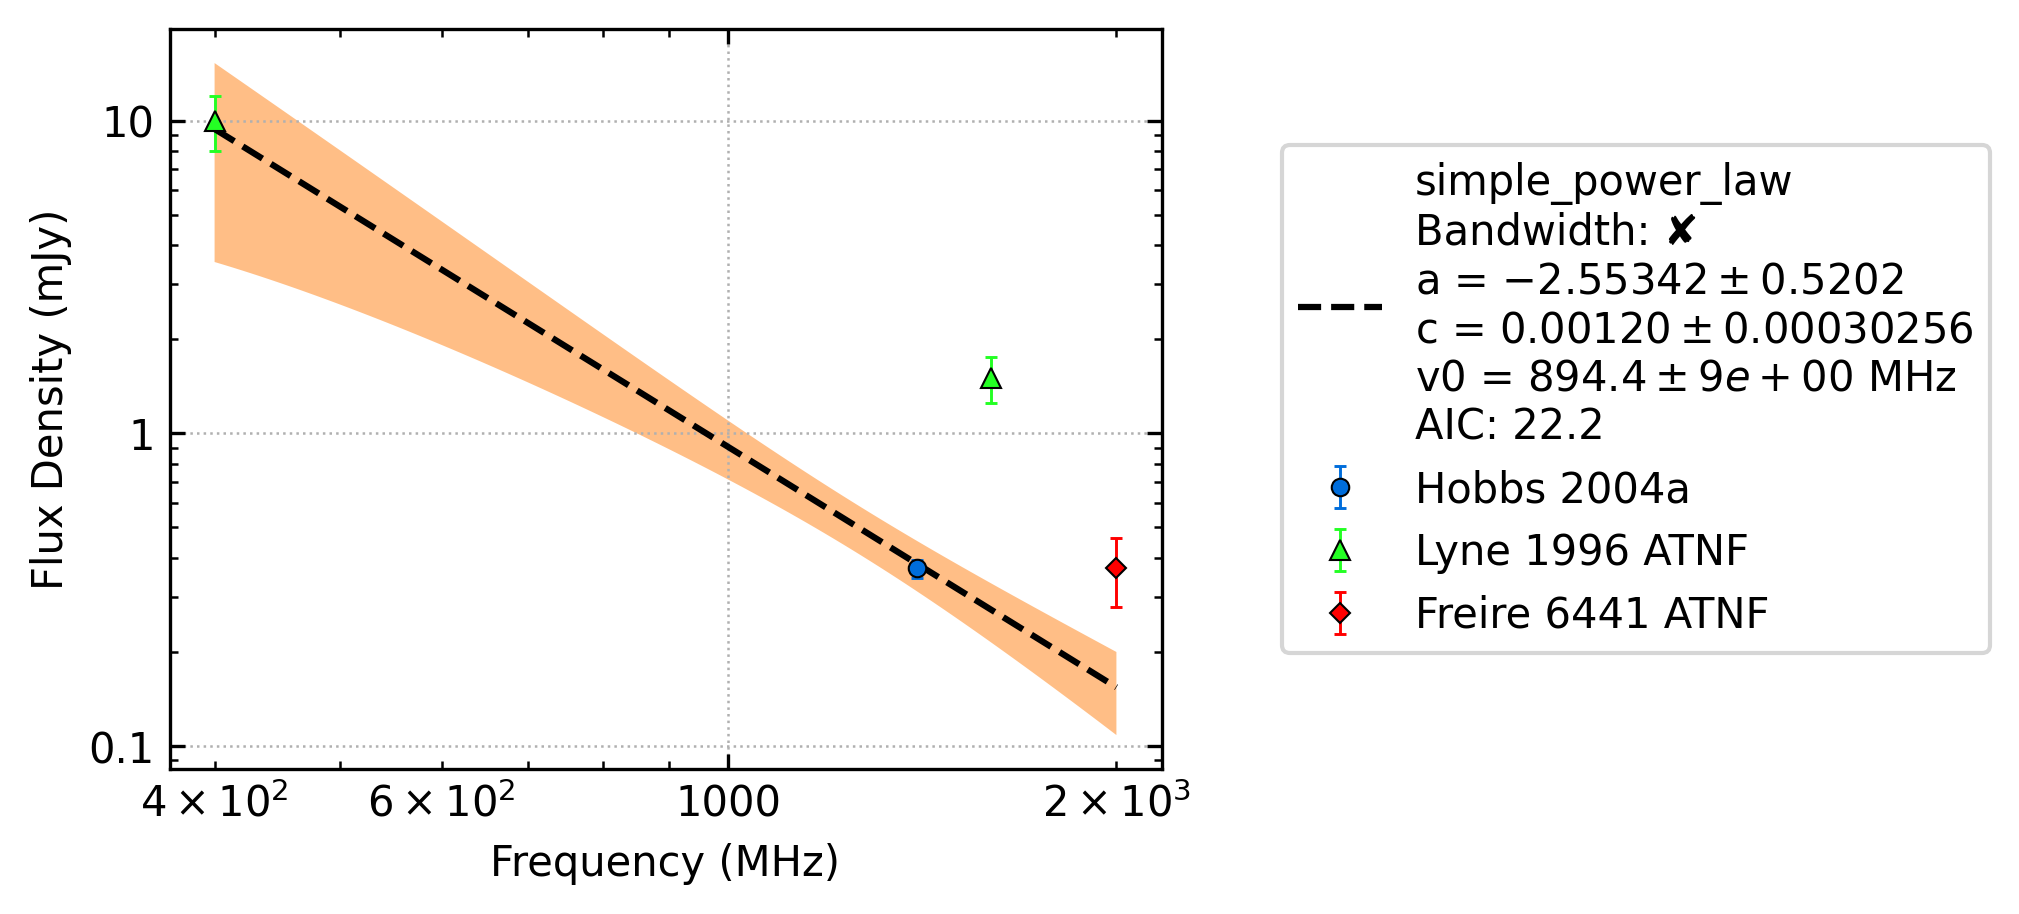 10
1
0.1
Flux Density (mJy)
4 × 10² 6 × 10² 1000 2 × 10³
Frequency (MHz)
simple_power_law
Bandwidth: ✘
a = −2.55342 ± 0.5202
c = 0.00120 ± 0.00030256
v0 = 894.4 ± 9e + 00 MHz
AIC: 22.2
Hobbs 2004a
Lyne 1996 ATNF
Freire 6441 ATNF